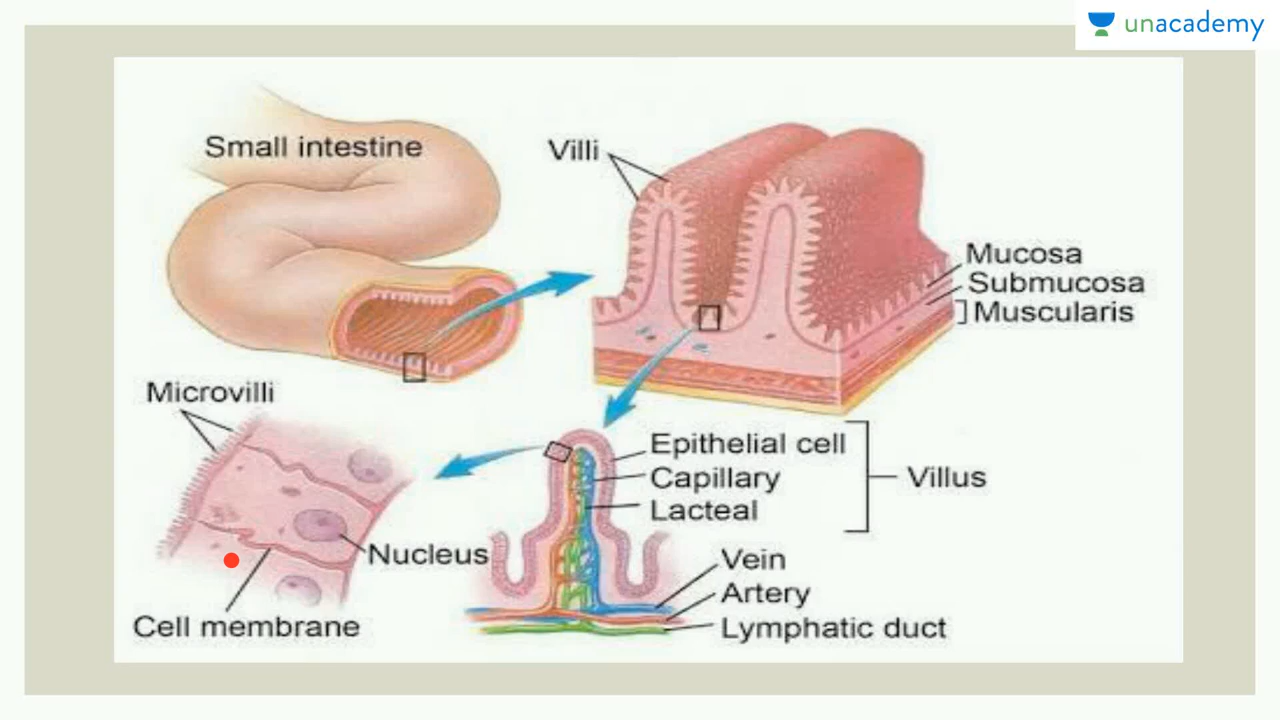 unacademy
Small intestine
Villi
Mucosa
Submucosa
Muscularis
Microvilli
Epithelial cell
Capillary
Villus
Lacteal
Nucleus
Vein
Artery
Cell membrane
Lymphatic duct